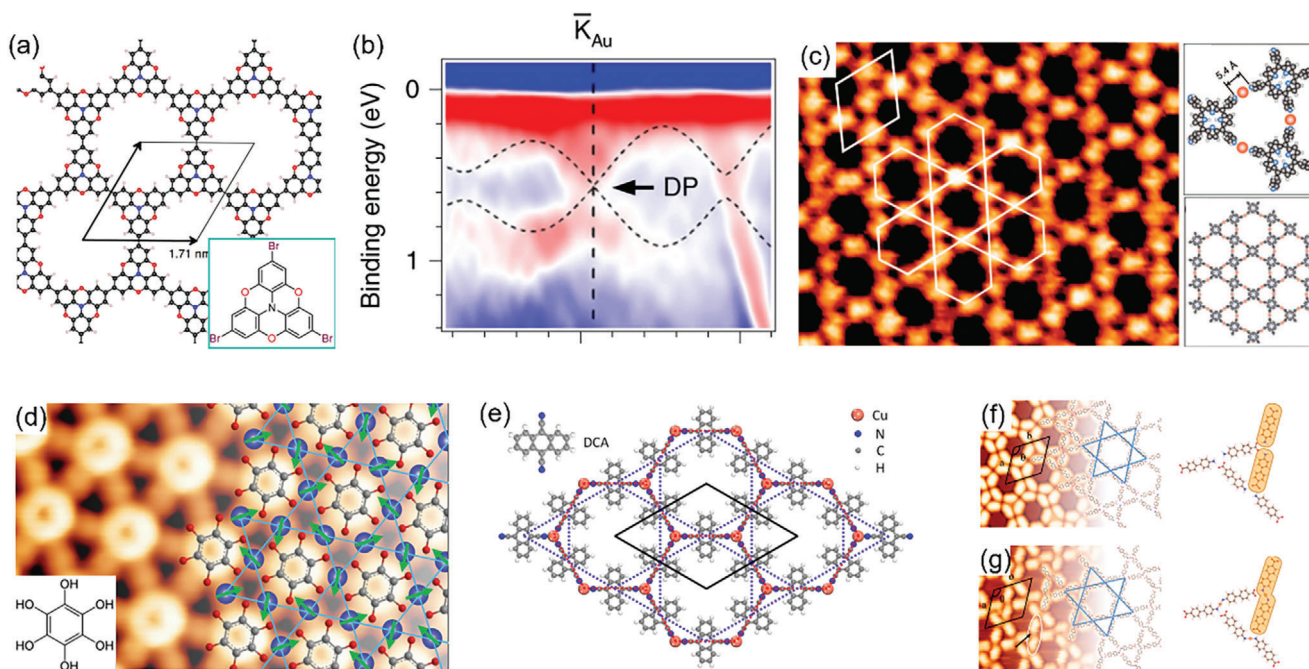 (a)
1.71 nm
Br
O
O
N
Br
O
Br
(b)
K̅Au
Binding energy (eV)
0
1
DP
(c)
5.4 Å
(d)
OH
HO
OH
HO
OH
OH
(e)
DCA
Cu
N
C
H
(f)
a
b
(g)
a